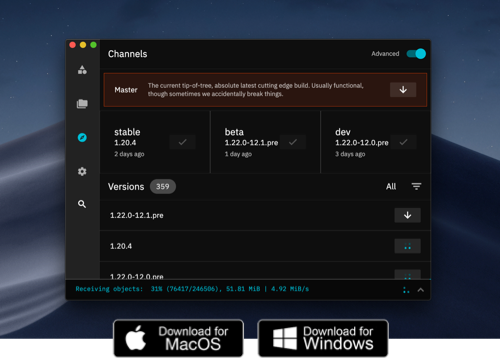 Channels
Advanced
Master
The current tip-of-tree, absolute latest cutting edge build. Usually functional,
though sometimes we accidentally break things.
stable
1.20.4
2 days ago
beta
1.22.0-12.1.pre
1 day ago
dev
1.22.0-12.0.pre
3 days ago
Versions
359
All
1.22.0-12.1.pre
1.20.4
1.22.0-12.0.pre
Receiving objects: 31% (76417/246506), 51.81 MiB | 4.92 MiB/s
Download for
MacOS
Download for
Windows